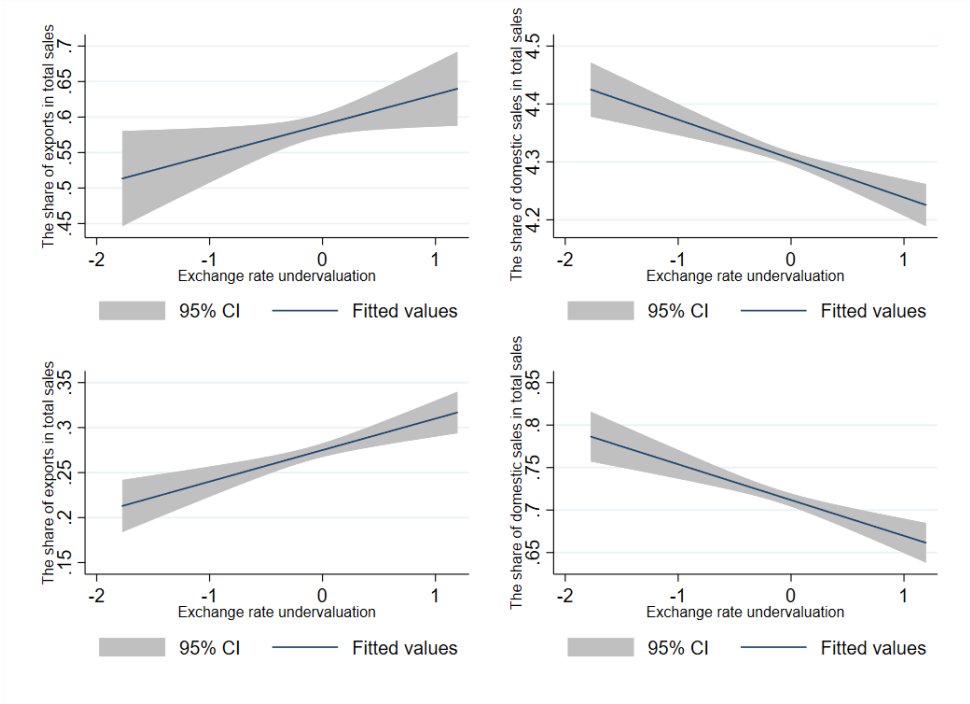 The share of exports in total sales
.7
.65
.6
.55
.5
.45
-2 -1 0 1
Exchange rate undervaluation
95% CI Fitted values
The share of domestic sales in total sales
4.5
4.4
4.3
4.2
-2 -1 0 1
Exchange rate undervaluation
95% CI Fitted values
The share of exports in total sales
.35
.3
.25
.2
.15
-2 -1 0 1
Exchange rate undervaluation
95% CI Fitted values
The share of domestic sales in total sales
.85
.8
.75
.7
.65
-2 -1 0 1
Exchange rate undervaluation
95% CI Fitted values